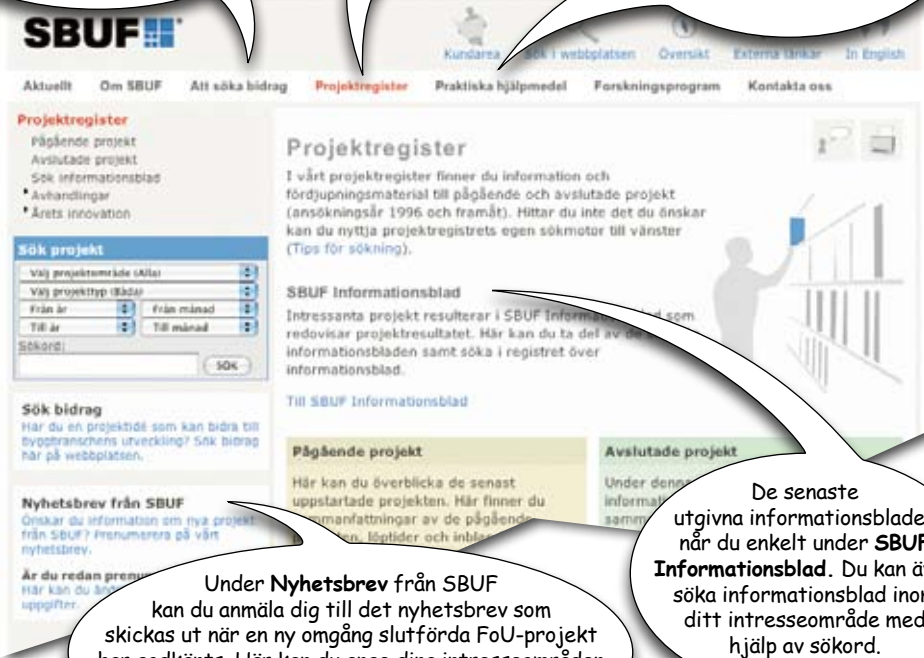 SBUF
Kundarea Sök i webbplatsen Översikt Externa länkar In English
Aktuellt Om SBUF Att söka bidrag Projektregister Praktiska hjälpmedel Forskningsprogram Kontakta oss
Projektregister
Pågående projekt
Avslutade projekt
Sök informationsblad
Avhandlingar
Årets innovation
Sök projekt
Välj projektområde (Alla)
Välj projekttyp (Båda)
Från år Från månad
Till år Till månad
Sökord:
SÖK
Sök bidrag
Har du en projektidé som kan bidra till
byggbranschens utveckling? Sök bidrag
här på webbplatsen.
Nyhetsbrev från SBUF
Önskar du information om nya projekt
från SBUF? Prenumerera på vårt
nyhetsbrev.
Är du redan
Här kan du
uppgifter.
Projektregister
I vårt projektregister finner du information och
fördjupningsmaterial till pågående och avslutade projekt
(ansökningsår 1996 och framåt). Hittar du inte det du önskar
kan du nyttja projektregistrets egen sökmotor till vänster
(Tips för sökning).
SBUF Informationsblad
Intressanta projekt resulterar i SBUF som
redovisar projektresultatet. Här kan du ta del av
informationsbladen samt söka i registret över
informationsblad.
Till SBUF Informationsblad
Pågående projekt
Här kan du överblicka de senast
uppstartade projekten. Här finner du
av de pågående
löptider och
Avslutade projekt
Under
De senaste
utgivna
når du enkelt under SBUF
Informationsblad. Du kan
söka informationsblad
ditt intresseområde med
hjälp av sökord.
Under Nyhetsbrev från SBUF
kan du anmäla dig till det nyhetsbrev som
skickas ut när en ny omgång slutförda FoU-projekt